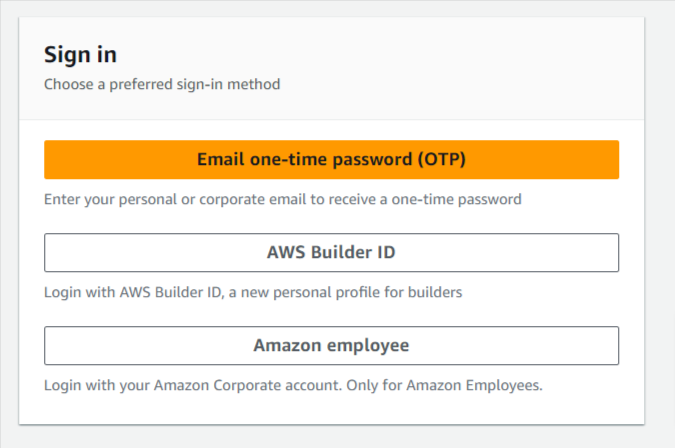 Sign in
Choose a preferred sign-in method
Email one-time password (OTP)
Enter your personal or corporate email to receive a one-time password
AWS Builder ID
Login with AWS Builder ID, a new personal profile for builders
Amazon employee
Login with your Amazon Corporate account. Only for Amazon Employees.